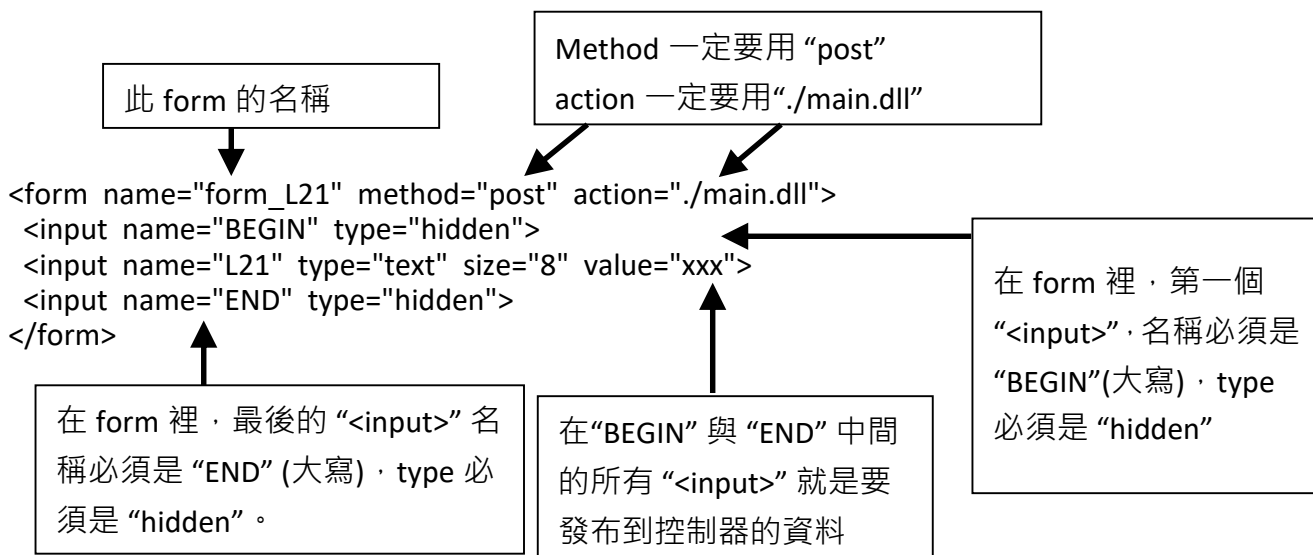 Method 一定要用 “post”
action 一定要用“./main.dll”
此 form 的名稱
<form name="form_L21" method="post" action="./main.dll">
<input name="BEGIN" type="hidden">
<input name="L21" type="text" size="8" value="xxx">
<input name="END" type="hidden">
</form>
在 form 裡，第一個
“<input>”，名稱必須是
“BEGIN”(大寫)，type
必須是 “hidden”
在 form 裡，最後的 “<input>” 名
稱必須是 “END” (大寫)，type 必
須是 “hidden”。
在“BEGIN” 與 “END” 中間
的所有 “<input>” 就是要
發布到控制器的資料